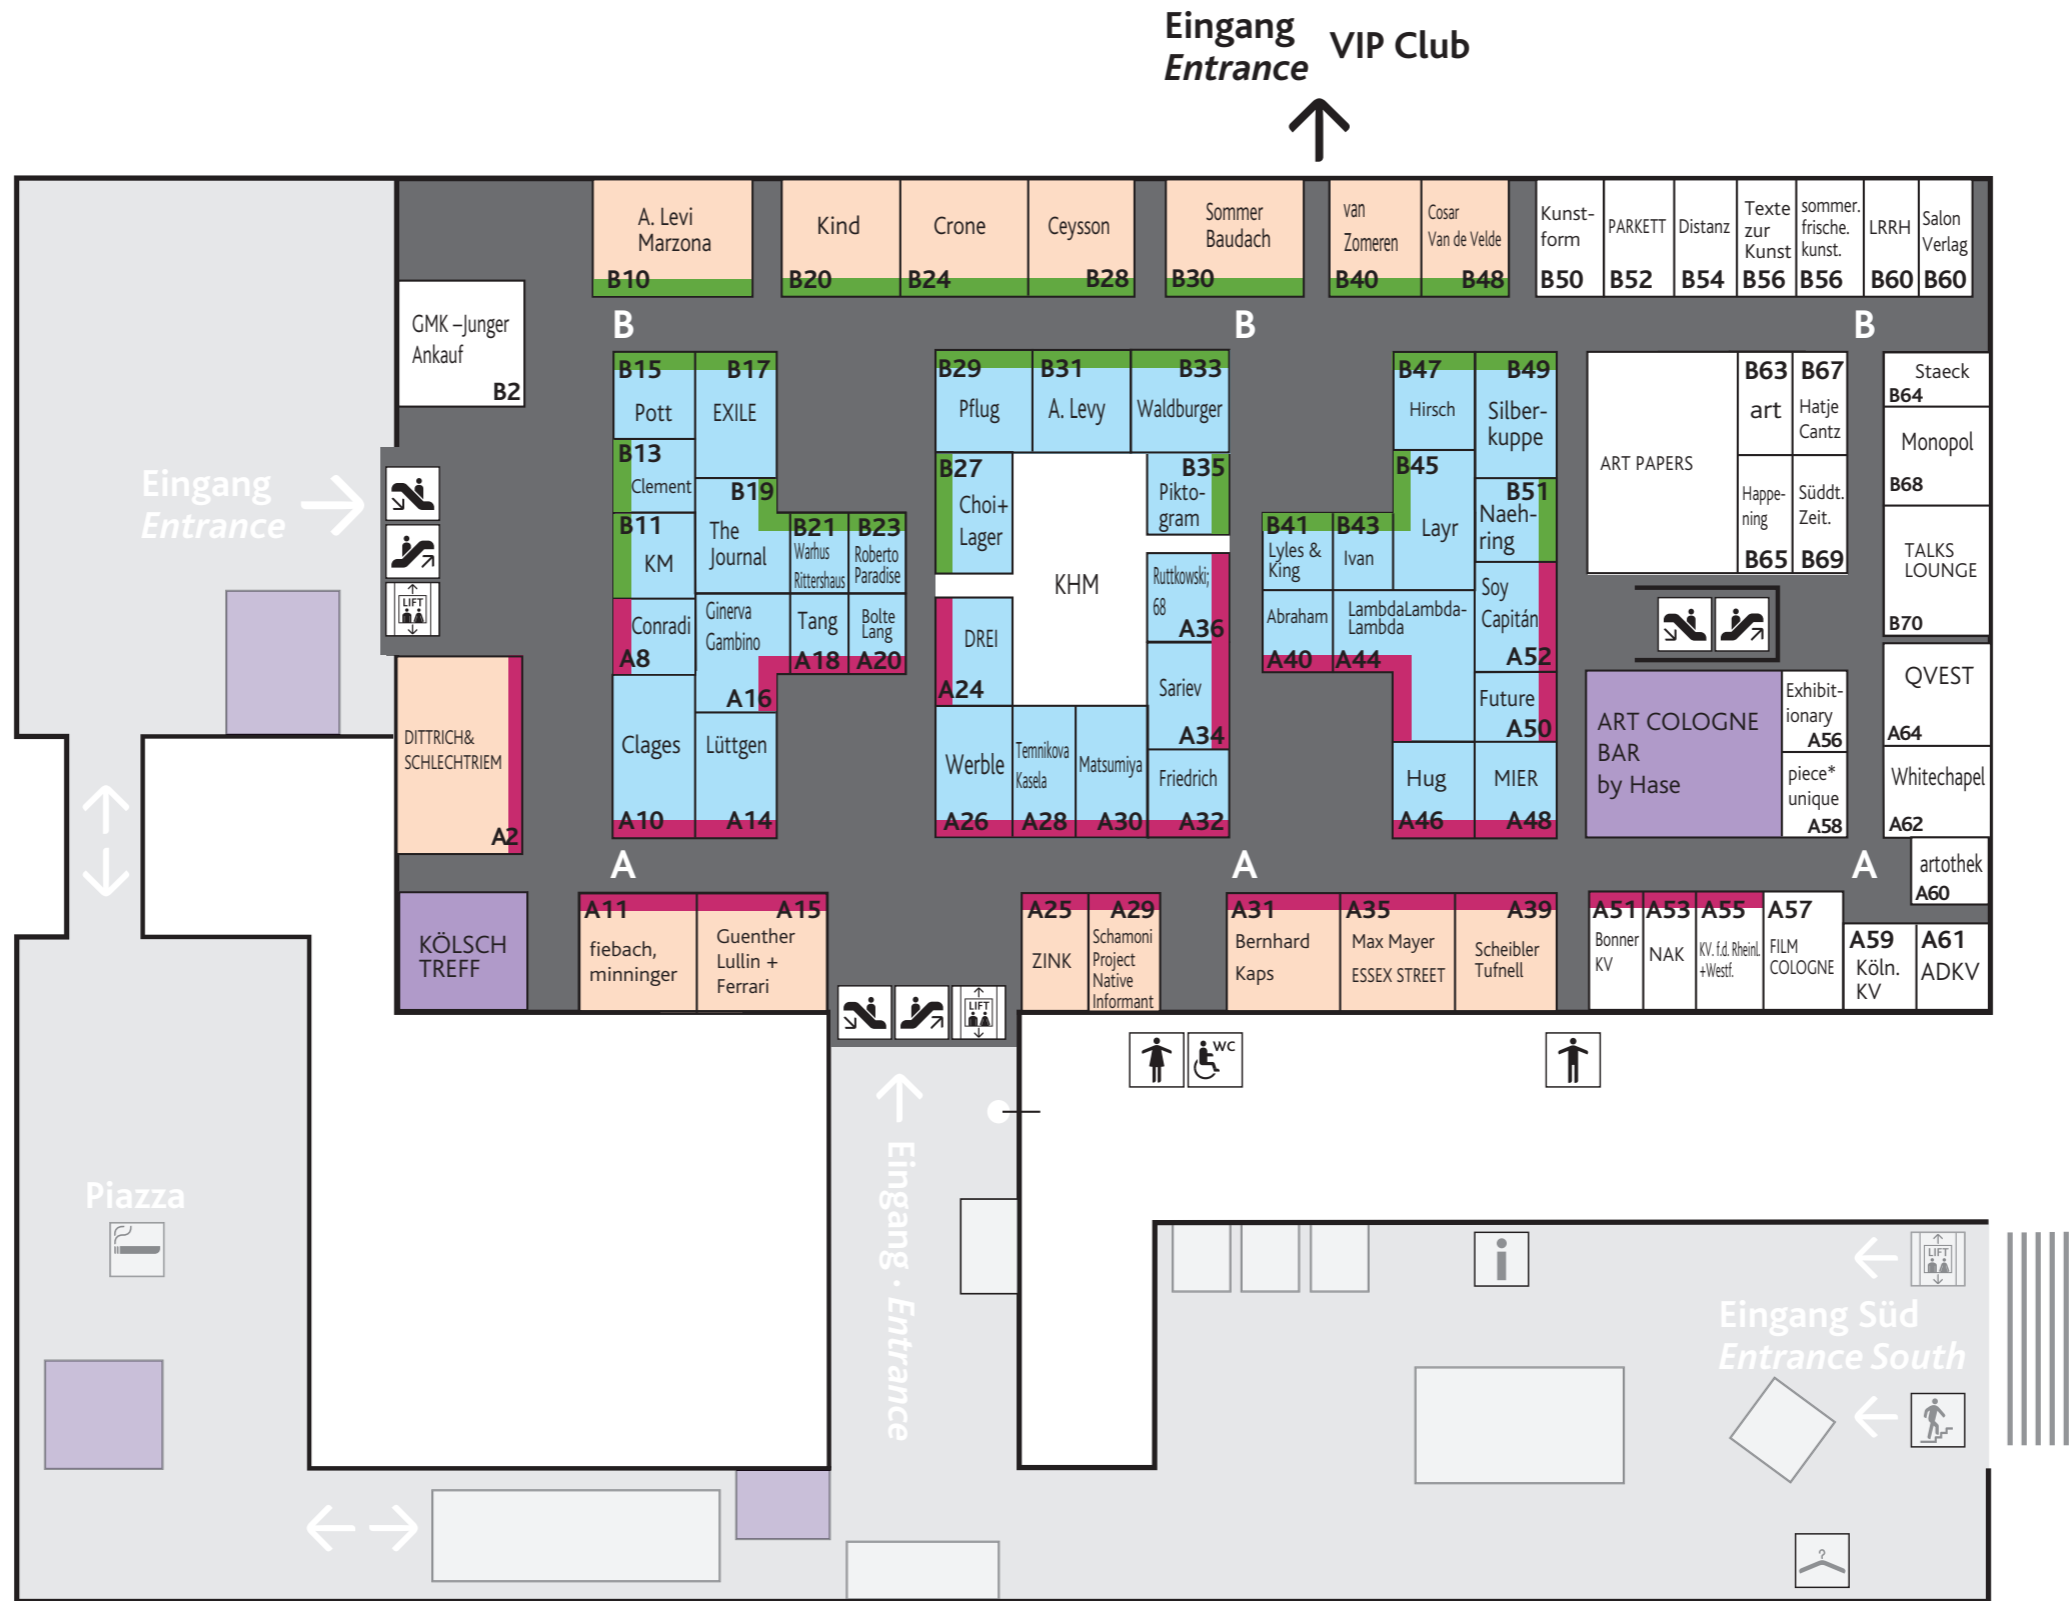 Eingang
Entrance
VIP Club
A. Levi
Marzona
B10
Kind
B20
Crone
B24
Ceysson
B28
Sommer
Baudach
B30
van
Zomeren
B40
Cosar
Van de Velde
B48
Kunst-
form
B50
PARKETT
B52
Distanz
B54
Texte
zur
Kunst
B56
sommer.
frische.
kunst.
B56
LRRH
B60
Salon
Verlag
B60
GMK –Junger
Ankauf
B2
B
B
B
B15
Pott
B17
EXILE
B13
Clement
B11
KM
B19
The
Journal
B21
Warhus
Rittershaus
B23
Roberto
Paradise
Conradi
A8
Ginerva
Gambino
A16
Tang
A18
Bolte
Lang
A20
Clages
A10
Lüttgen
A14
B29
Pflug
B31
A. Levy
B33
Waldburger
B27
Choi+
Lager
B35
Pikto-
gram
KHM
DREI
A24
Ruttkowski;
68
A36
Sariev
A34
Werble
A26
Temnikova
Kasela
A28
Matsumiya
A30
Friedrich
A32
B47
Hirsch
B49
Silber-
kuppe
B45
Layr
B51
Naeh-
ring
B41
Lyles &
King
B43
Ivan
Abraham
A40
LambdaLambda-
Lambda
A44
Soy
Capitán
A52
Future
A50
Hug
A46
MIER
A48
ART PAPERS
B63
art
B67
Hatje
Cantz
Happe-
ning
B65
Süddt.
Zeit.
B69
Staeck
B64
Monopol
B68
TALKS
LOUNGE
B70
QVEST
A64
Whitechapel
A62
artothek
A60
ART COLOGNE
BAR
by Hase
Exhibit-
ionary
A56
piece*
unique
A58
Eingang
Entrance
LIFT
DITTRICH&
SCHLECHTRIEM
A2
A
A
A
KÖLSCH
TREFF
A11
fiebach,
minninger
A15
Guenther
Lullin +
Ferrari
A25
ZINK
A29
Schamoni
Project
Native
Informant
A31
Bernhard
Kaps
A35
Max Mayer
ESSEX STREET
A39
Scheibler
Tufnell
A51
Bonner
KV
A53
NAK
A55
KV. f.d. Rheinl.
+Westf.
A57
FILM
COLOGNE
A59
Köln.
KV
A61
ADKV
LIFT
WC
Eingang · Entrance
Piazza
i
LIFT
Eingang Süd
Entrance South
?